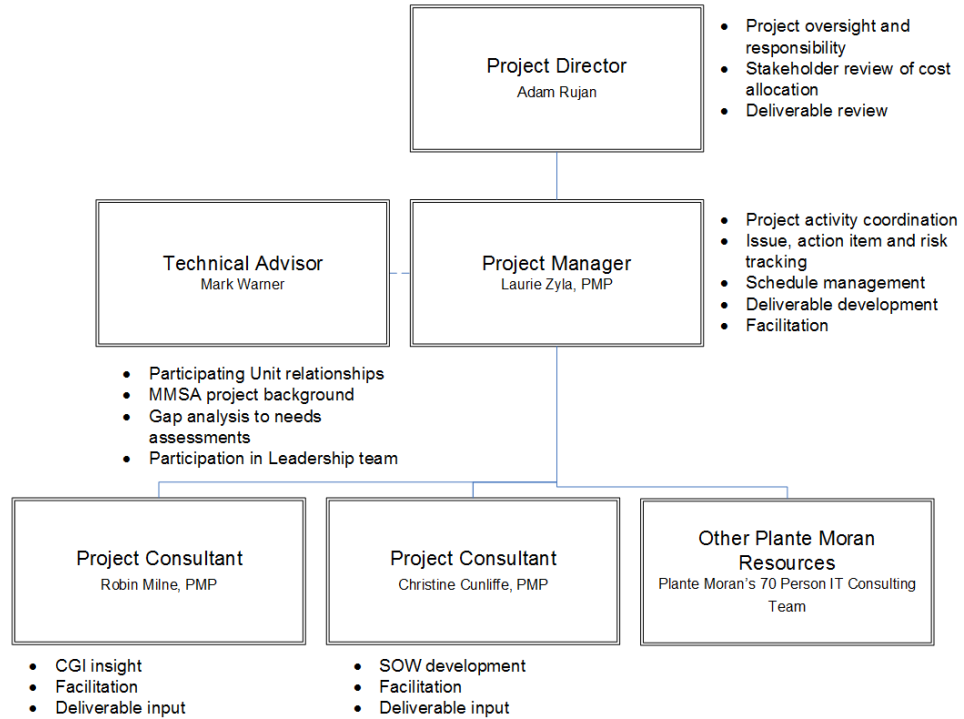 Project Director
Adam Rujan
• Project oversight and
responsibility
• Stakeholder review of cost
allocation
• Deliverable review
Technical Advisor
Mark Warner
• Participating Unit relationships
• MMSA project background
• Gap analysis to needs
assessments
• Participation in Leadership team
Project Manager
Laurie Zyla, PMP
• Project activity coordination
• Issue, action item and risk
tracking
• Schedule management
• Deliverable development
• Facilitation
Project Consultant
Robin Milne, PMP
• CGI insight
• Facilitation
• Deliverable input
Project Consultant
Christine Cunliffe, PMP
• SOW development
• Facilitation
• Deliverable input
Other Plante Moran
Resources
Plante Moran's 70 Person IT Consulting
Team